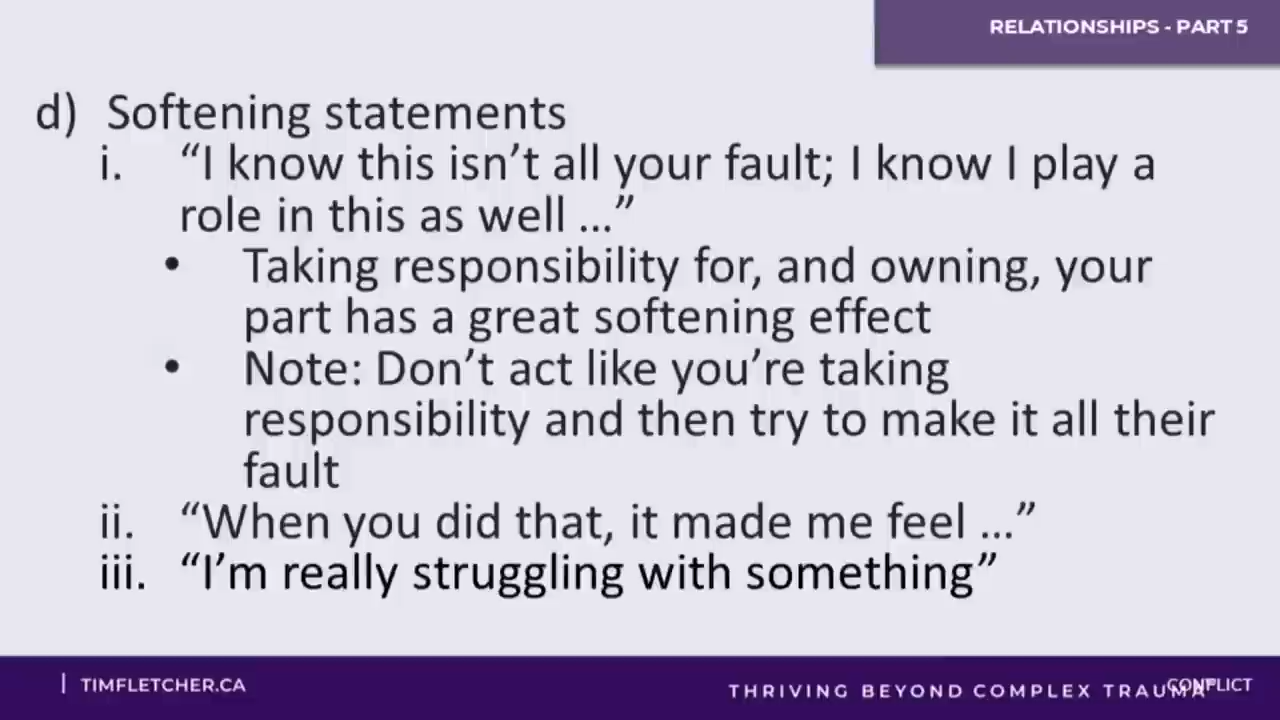 RELATIONSHIPS - PART 5
d) Softening statements
i. “I know this isn’t all your fault; I know I play a
role in this as well ...”
• Taking responsibility for, and owning, your
part has a great softening effect
• Note: Don’t act like you’re taking
responsibility and then try to make it all their
fault
ii. “When you did that, it made me feel ...”
iii. “I’m really struggling with something”
| TIMFLETCHER.CA
THRIVING BEYOND COMPLEX TRAUMA
CONFLICT